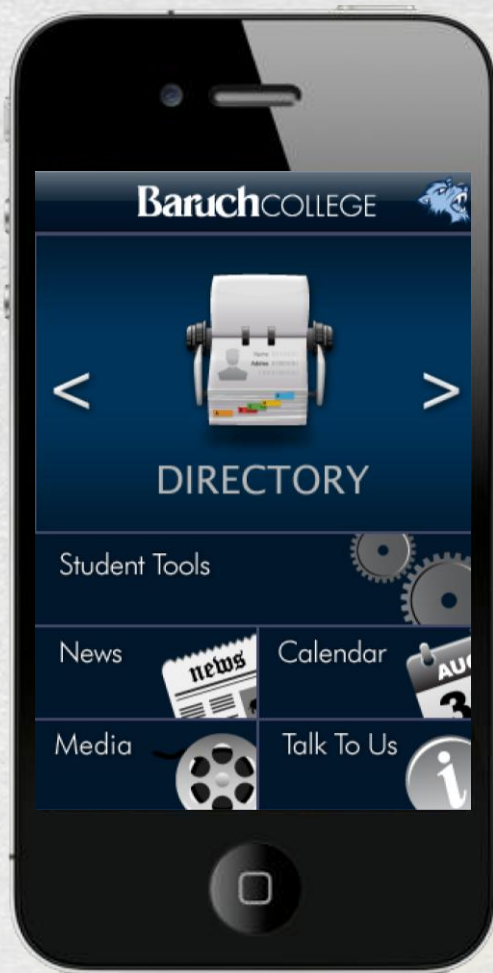 BaruchCOLLEGE
<
>
DIRECTORY
Student Tools
News
news
Calendar
AUG
3
Media
Talk To Us
i